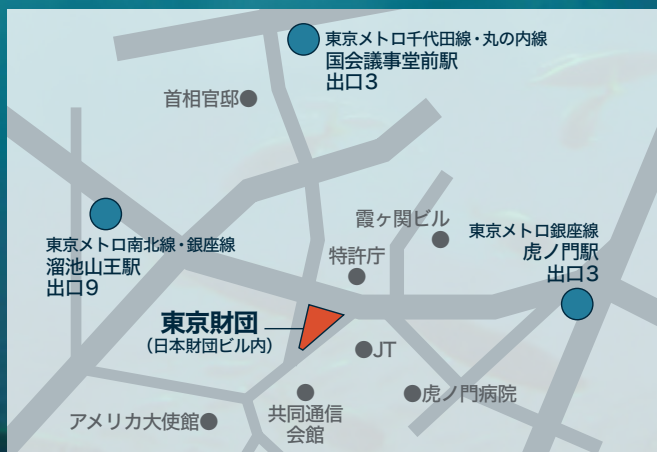 東京メトロ千代田線・丸の内線
国会議事堂前駅
出口3
首相官邸
東京メトロ南北線・銀座線
溜池山王駅
出口9
霞ヶ関ビル
特許庁
東京メトロ銀座線
虎ノ門駅
出口3
東京財団
（日本財団ビル内）
JT
虎ノ門病院
共同通信
会館
アメリカ大使館